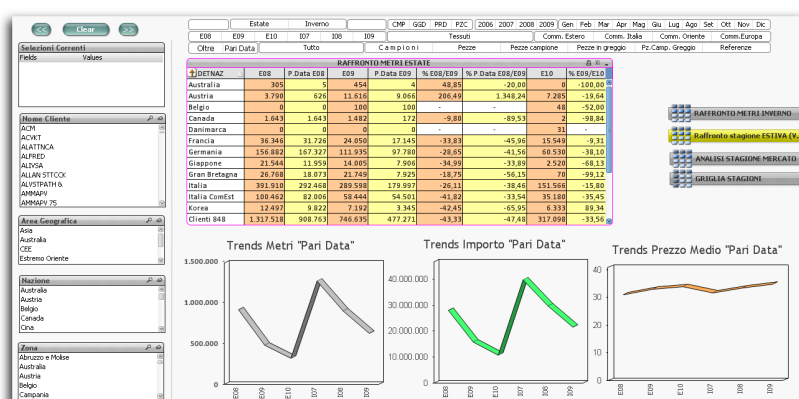 << Clear >>
Estate Inverno
CMP GGD PRD PZC 2006 2007 2008 2009 Gen Feb Mar Apr Mag Giu Lug Ago Set Ott Nov Dic
E08 E09 E10 I07 I08 I09 Tessuti Comm. Estero Comm. Italia Comm. Oriente Comm.Europa
Oltre Pari Data Tutto Campioni Pezze Pezze campione Pezze in greggio Pz.Camp. Greggio Referenze
Selezioni Correnti
Fields Values
Nome Cliente
ACM
ACVKT
ALATTNCA
ALFRED
ALIVSA
ALLAN STTCCK
ALVSTPATH &
AMMAPV
AMMAPV 75
Area Geografica
Asia
Australia
CEE
Estremo Oriente
Nazione
Australia
Austria
Belgio
Canada
Cina
Zona
Abruzzo e Molise
Australia
Austria
Belgio
Campania
RAFFRONTO METRI ESTATE
DETNAZ E08 P.Data E08 E09 P.Data E09 % E08/E09 % P.Data E08/E09 E10 % E09/E10
Australia 305 5 454 4 48,85 -20,00 0 -100,00
Austria 3.790 626 11.616 9.066 206,49 1.348,24 7.285 -19,64
Belgio 0 0 100 100 - - 48 -52,00
Canada 1.643 1.643 1.482 172 -9,80 -89,53 2 -98,84
Danimarca 0 0 0 0 - - 31 -
Francia 36.346 31.726 24.050 17.145 -33,83 -45,96 15.549 -9,31
Germania 156.882 167.327 111.935 97.780 -28,65 -41,56 60.530 -38,10
Giappone 21.544 11.959 14.005 7.906 -34,99 -33,89 2.520 -68,13
Gran Bretagna 26.768 18.073 21.749 7.925 -18,75 -56,15 70 -99,12
Italia 391.910 292.468 289.598 179.997 -26,11 -38,46 151.566 -15,80
Italia ComEst 100.462 82.006 58.444 54.501 -41,82 -33,54 35.180 -35,45
Korea 12.497 9.822 7.192 3.345 -42,45 -65,95 6.333 89,34
Clienti 848 1.317.518 908.763 746.635 477.271 -43,33 -47,48 317.098 -33,56
RAFFRONTO METRI INVERNO
Raffronto stagione ESTIVA (V...
ANALISI STAGIONE MERCATO
GRIGLIA STAGIONI
Trends Metri "Pari Data"
1.500.000
1.000.000
500.000
0
E08 E09 E10 I07 I08 I09
Trends Importo "Pari Data"
40.000.000
30.000.000
20.000.000
10.000.000
0
E08 E09 E10 I07 I08 I09
Trends Prezzo Medio "Pari Data"
40
30
20
10
0
E08 E09 E10 I07 I08 I09